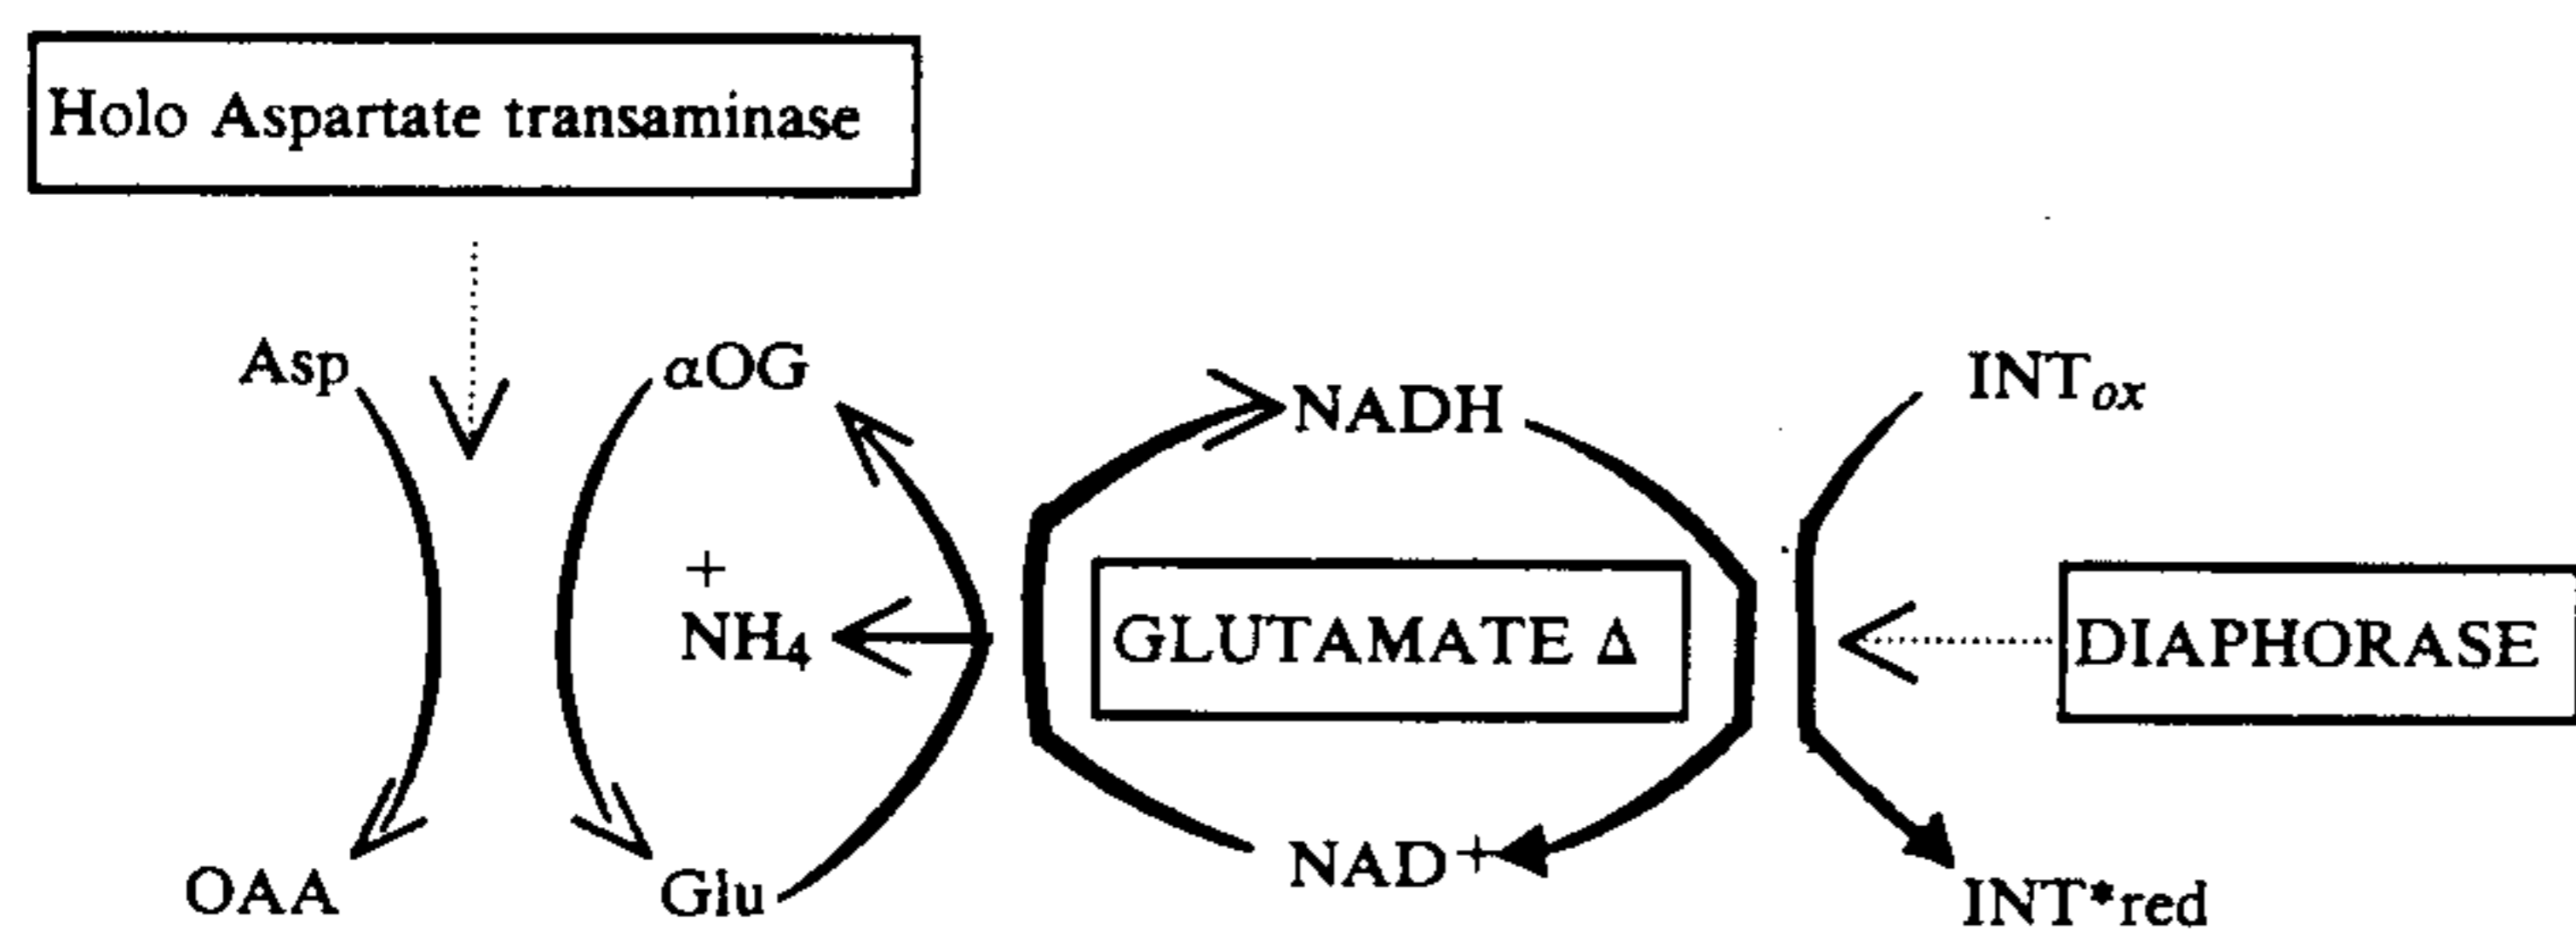 Holo Aspartate transaminase
Asp
αOG
NADH
INTox
+
NH4
GLUTAMATE Δ
DIAPHORASE
OAA
Glu
NAD+
INT*red